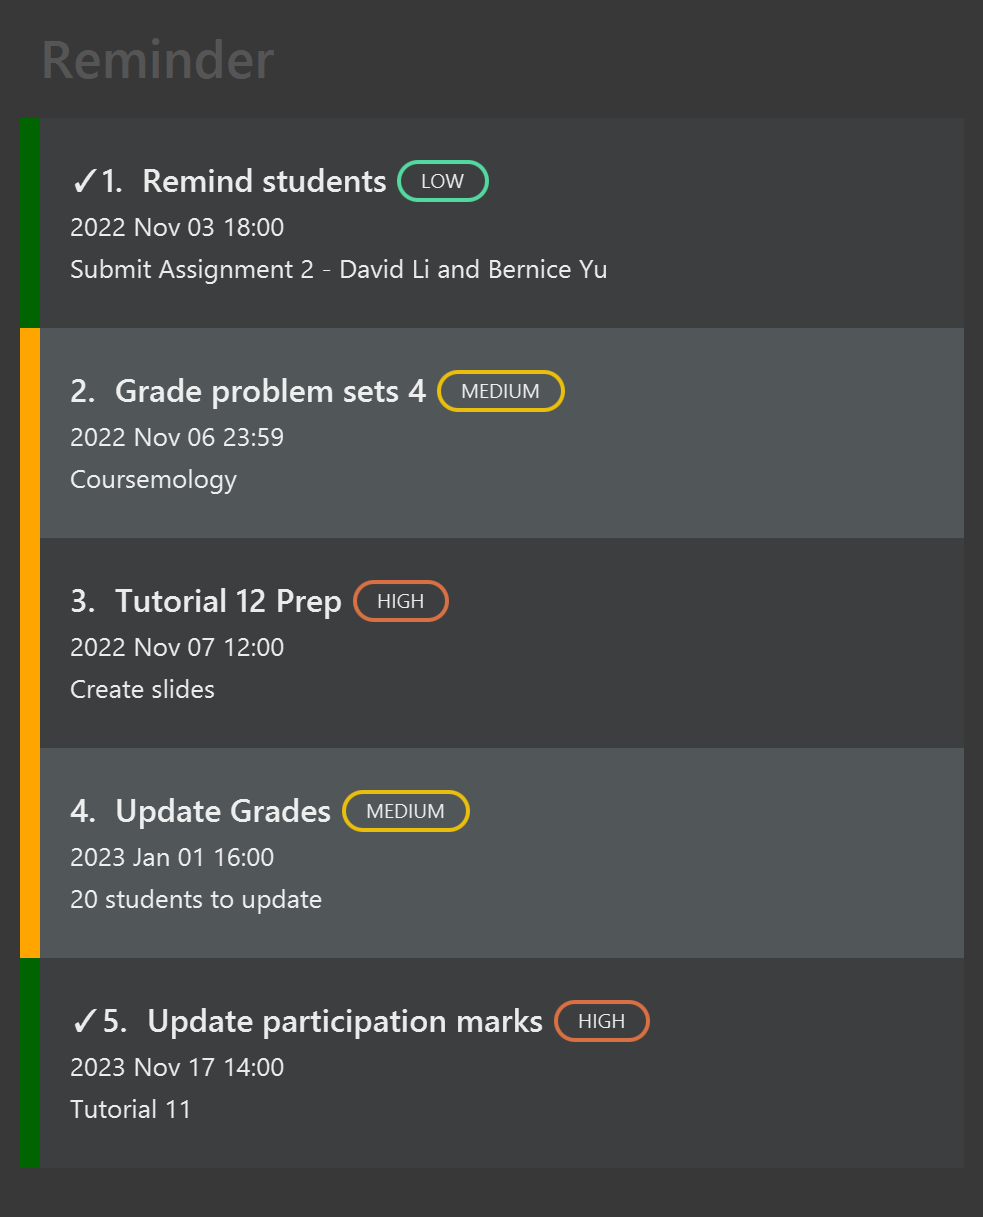 Reminder
✓1. Remind students LOW
2022 Nov 03 18:00
Submit Assignment 2 - David Li and Bernice Yu
2. Grade problem sets 4 MEDIUM
2022 Nov 06 23:59
Coursemology
3. Tutorial 12 Prep HIGH
2022 Nov 07 12:00
Create slides
4. Update Grades MEDIUM
2023 Jan 01 16:00
20 students to update
✓5. Update participation marks HIGH
2023 Nov 17 14:00
Tutorial 11